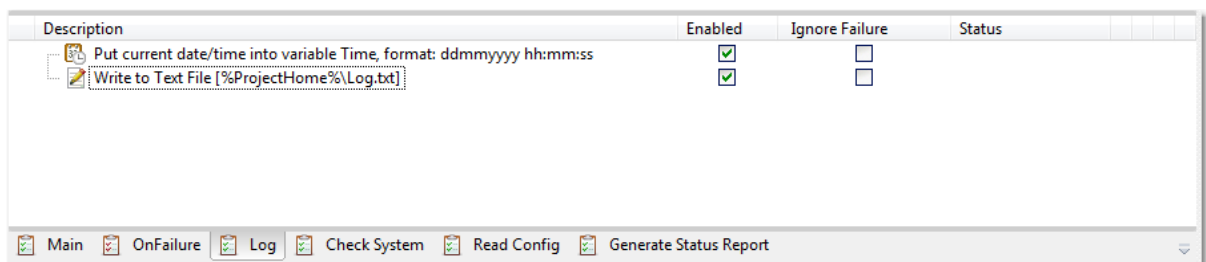 Description Enabled Ignore Failure Status
Put current date/time into variable Time, format: ddmmyyyy hh:mm:ss
Write to Text File [%ProjectHome%\Log.txt]
Main OnFailure Log Check System Read Config Generate Status Report